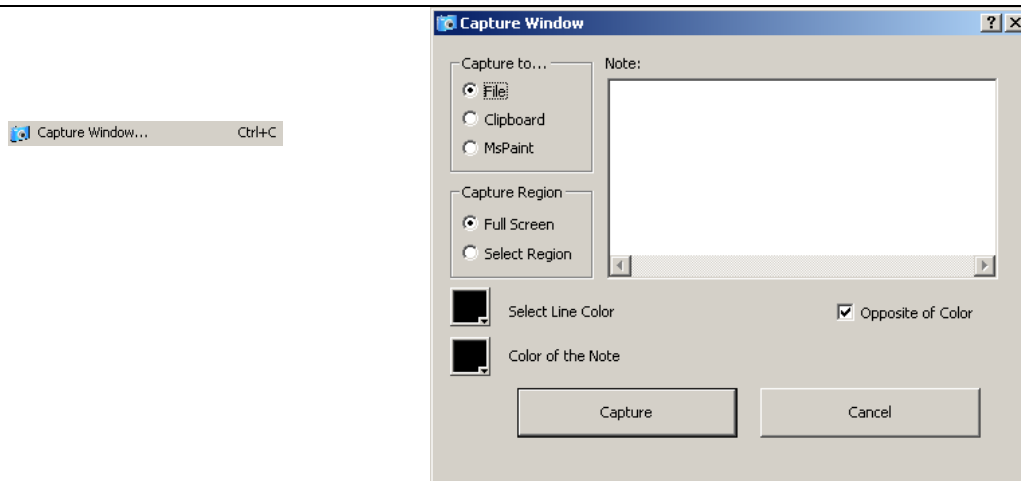 Capture Window... Ctrl+C
Capture Window
Capture to...
File
Clipboard
MsPaint
Note:
Capture Region
Full Screen
Select Region
Select Line Color
Opposite of Color
Color of the Note
Capture
Cancel